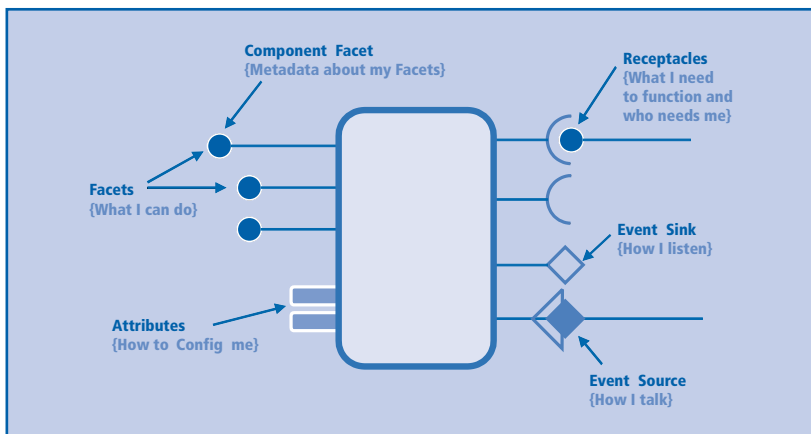 Component Facet
{Metadata about my Facets}
Receptacles
{What I need
to function and
who needs me}
Facets
{What I can do}
Event Sink
{How I listen}
Attributes
{How to Config me}
Event Source
{How I talk}